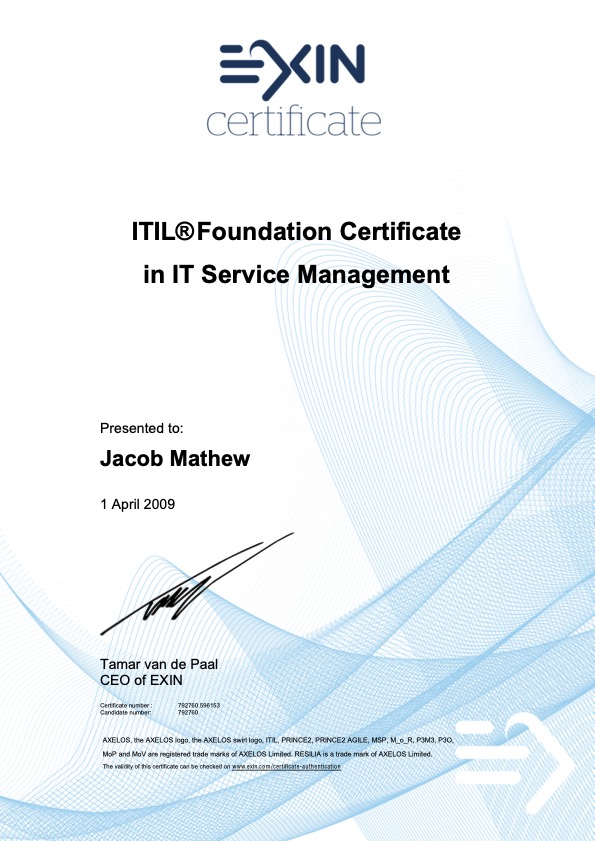 EXIN
certificate
ITIL® Foundation Certificate
in IT Service Management
Presented to:
Jacob Mathew
1 April 2009
Tamar van de Paal
CEO of EXIN
Certificate number : 792760.596153
Candidate number: 792760
AXELOS, the AXELOS logo, the AXELOS swirl logo, ITIL, PRINCE2, PRINCE2 AGILE, MSP, M_o_R, P3M3, P3O,
MoP and MoV are registered trade marks of AXELOS Limited. RESILIA is a trade mark of AXELOS Limited.
The validity of this certificate can be checked on www.exin.com/certificate-authentication